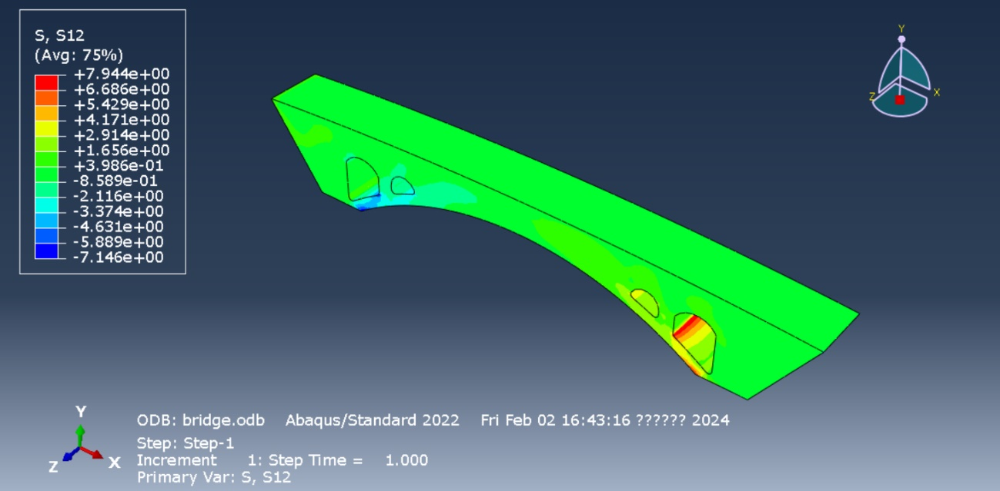 S, S12
(Avg: 75%)
+7.944e+00
+6.686e+00
+5.429e+00
+4.171e+00
+2.914e+00
+1.656e+00
+3.986e-01
-8.589e-01
-2.116e+00
-3.374e+00
-4.631e+00
-5.889e+00
-7.146e+00
Y
Z
X
Y
Z
X
ODB: bridge.odb Abaqus/Standard 2022 Fri Feb 02 16:43:16 ?????? 2024
Step: Step-1
Increment 1: Step Time = 1.000
Primary Var: S, S12